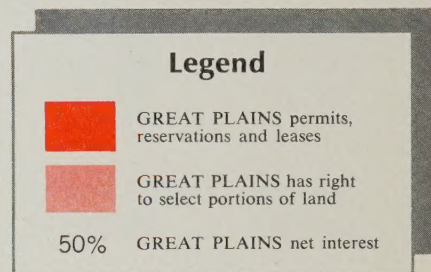 Legend
GREAT PLAINS permits,
reservations and leases
GREAT PLAINS has right
to select portions of land
50% GREAT PLAINS net interest